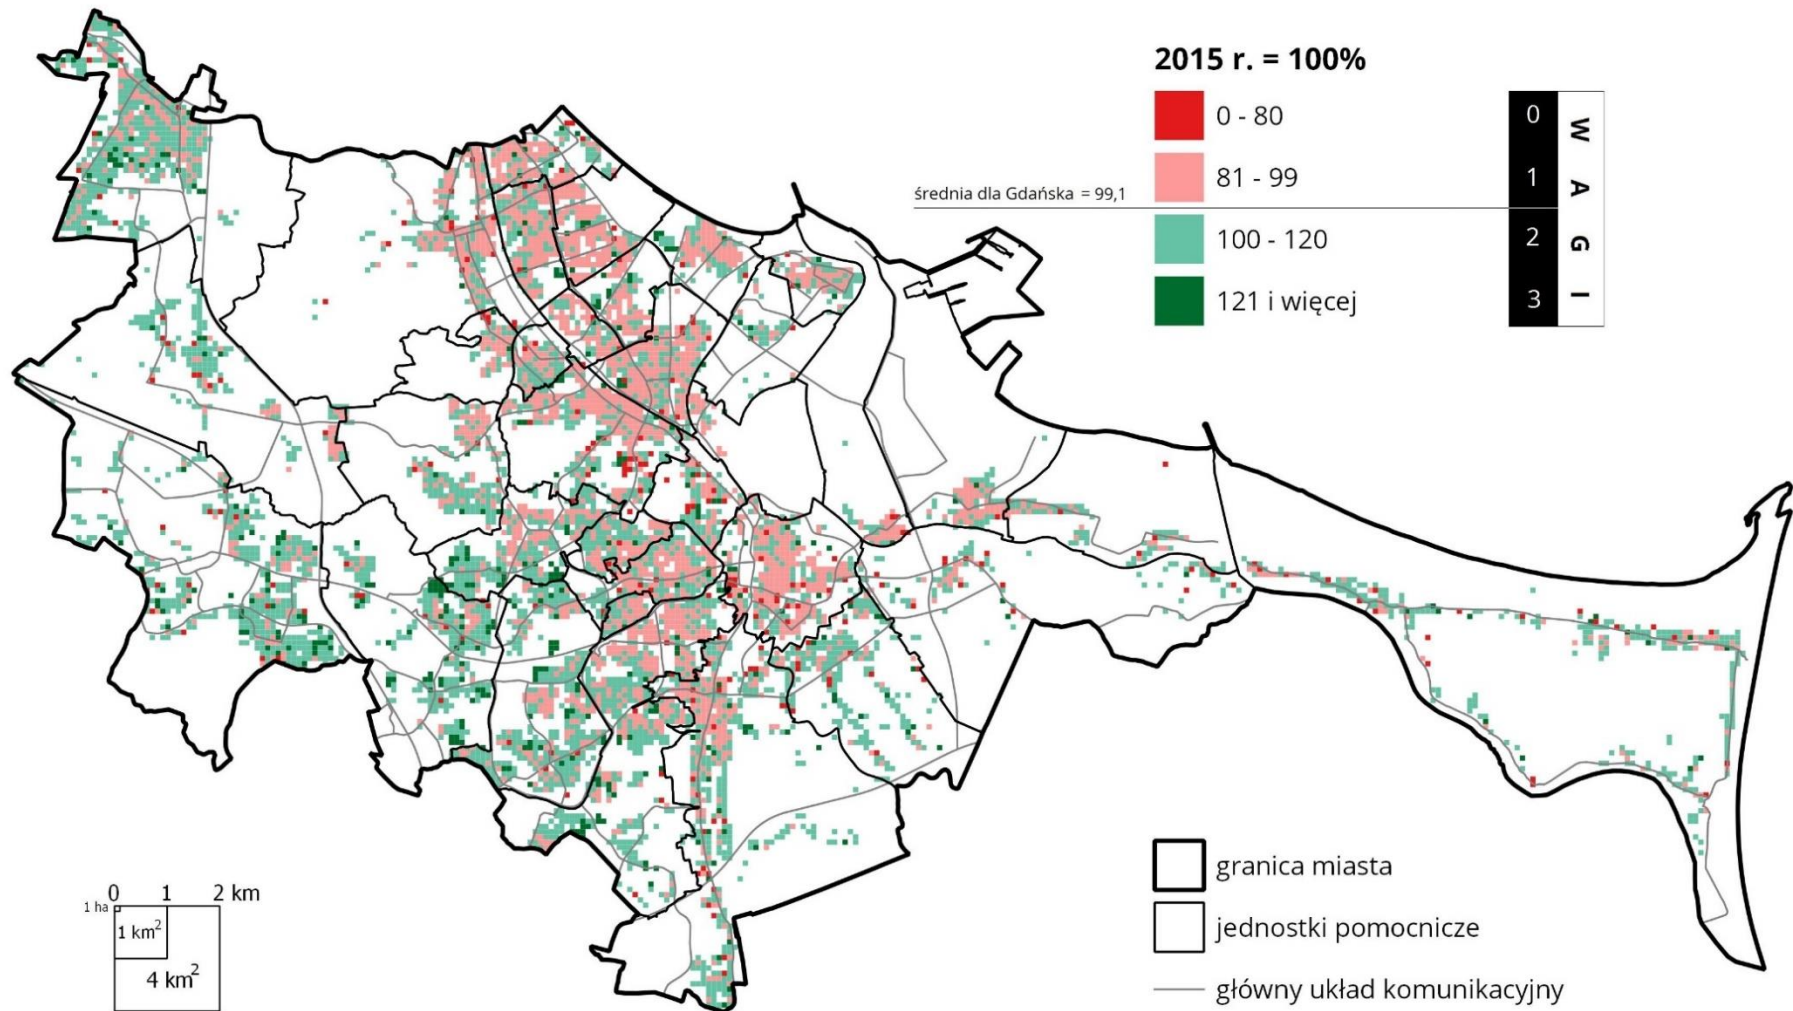 2015 r. = 100%
0 - 80
81 - 99
100 - 120
121 i więcej
średnia dla Gdańska = 99,1
0
1
2
3
W A G I
0 1 2 km
1 ha
1 km²
4 km²
granica miasta
jednostki pomocnicze
główny układ komunikacyjny